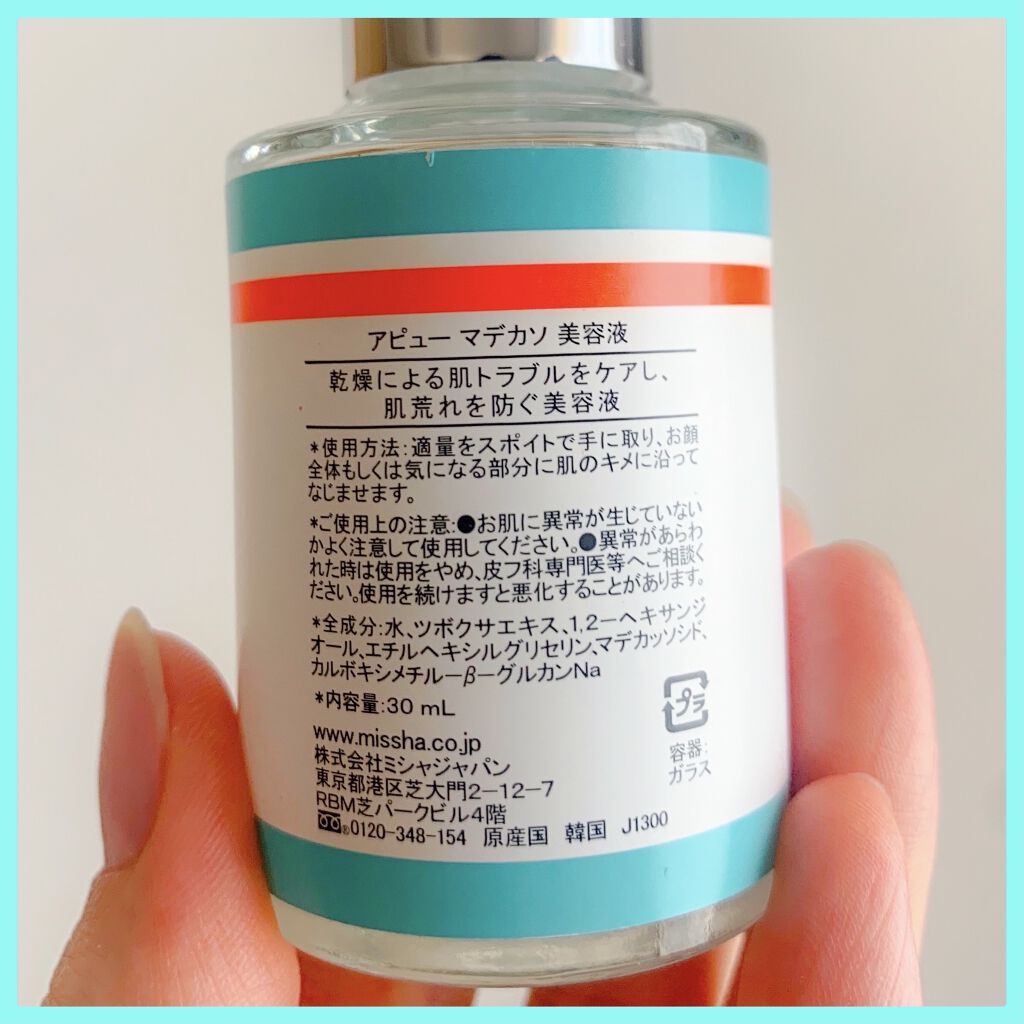 アピュー マデカソ 美容液
乾燥による肌トラブルをケアし、
肌荒れを防ぐ美容液
*使用方法:適量をスポイトで手に取り、お顔
全体もしくは気になる部分に肌のキメに沿って
なじませます。
*ご使用上の注意:●お肌に異常が生じていない
かよく注意して使用してください。●異常があらわ
れた時は使用をやめ、皮フ科専門医等へご相談く
ださい。使用を続けますと悪化することがあります。
*全成分:水、ツボクサエキス、1,2-ヘキサンジ
オール、エチルヘキシルグリセリン、マデカッソシド、
カルボキシメチル-β-グルカンNa
*内容量:30 mL
プラ
容器:
ガラス
www.missha.co.jp
株式会社ミシャジャパン
東京都港区芝大門2-12-7
RBM芝パークビル4階
®0120-348-154 原産国 韓国 J1300